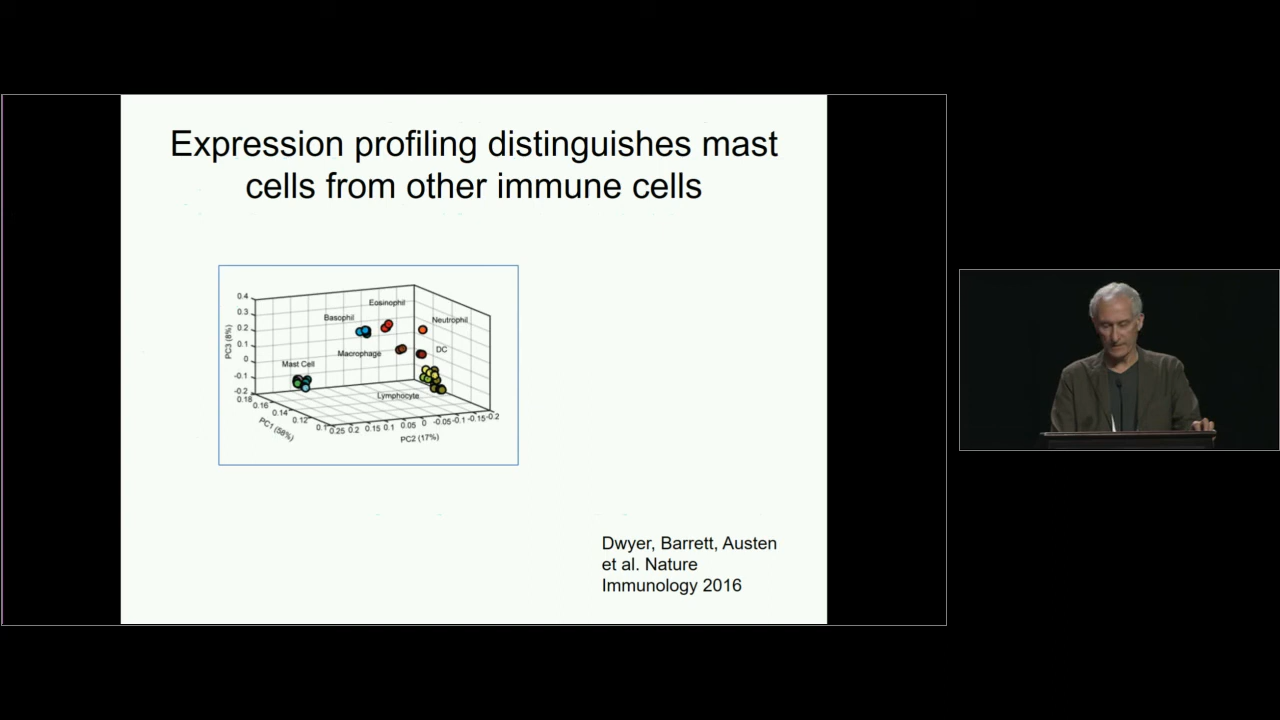 Expression profiling distinguishes mast
cells from other immune cells
0.4
0.3
0.2
0.1
0
-0.1
-0.2
PC3 (8%)
Eosinophil
Basophil
Neutrophil
Macrophage
DC
Mast Cell
Lymphocyte
0.18
0.16
0.14
0.12
0.1
PC1 (58%)
0.25 0.2 0.15 0.1 0.05 0 -0.05 -0.1 -0.15 -0.2
PC2 (17%)
Dwyer, Barrett, Austen
et al. Nature
Immunology 2016